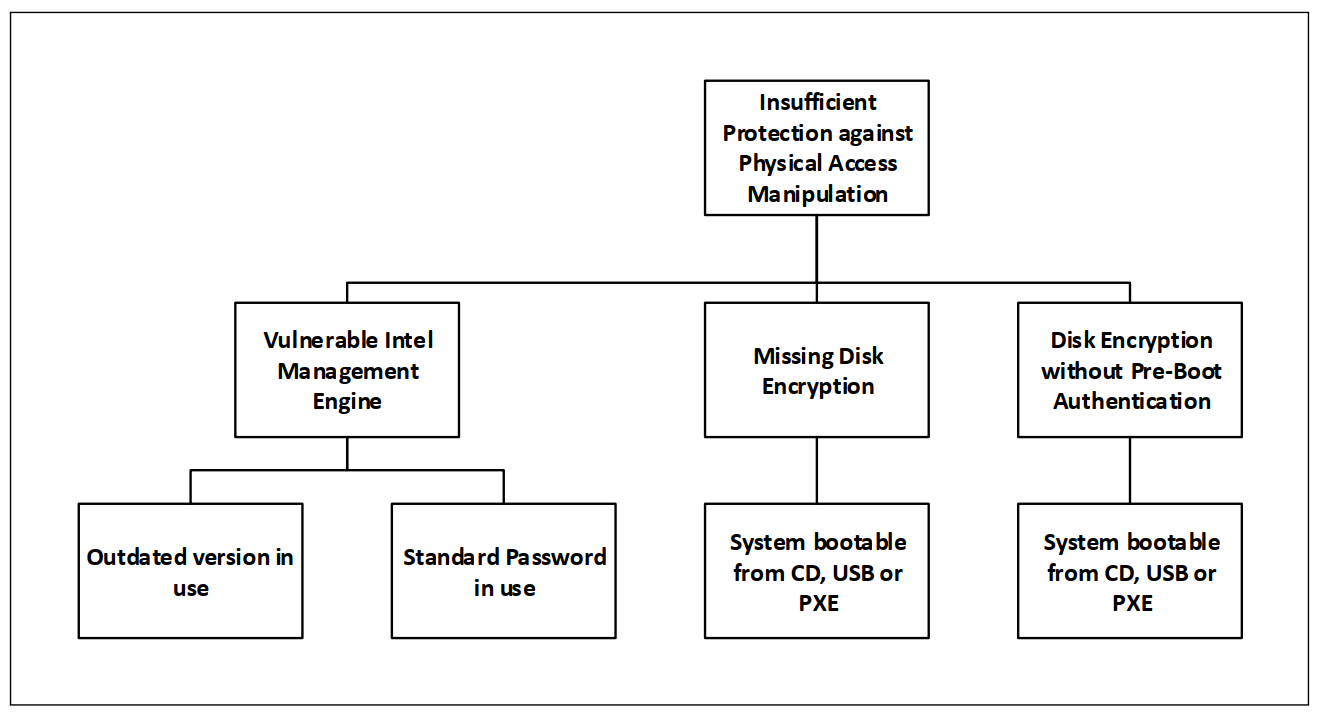 Insufficient
Protection against
Physical Access
Manipulation
Vulnerable Intel
Management
Engine
Missing Disk
Encryption
Disk Encryption
without Pre-Boot
Authentication
Outdated version in
use
Standard Password
in use
System bootable
from CD, USB or
PXE
System bootable
from CD, USB or
PXE